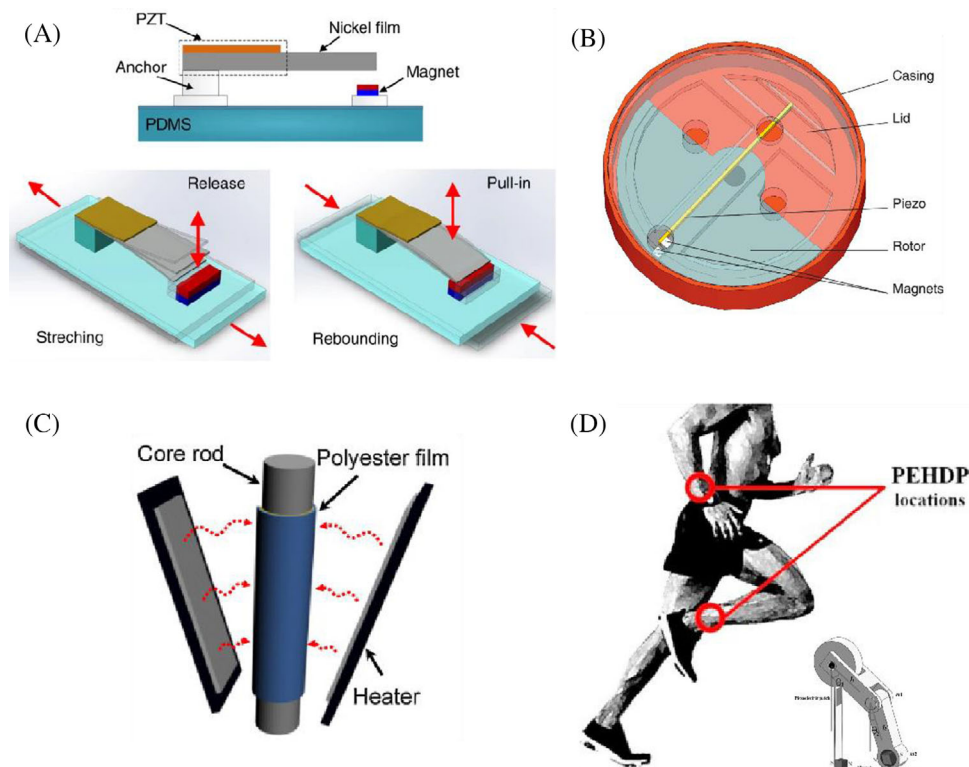 (A)
PZT
Nickel film
Anchor
Magnet
PDMS
Release
Streching
Pull-in
Rebounding
(B)
Casing
Lid
Piezo
Rotor
Magnets
(C)
Core rod
Polyester film
Heater
(D)
PEHDP
locations